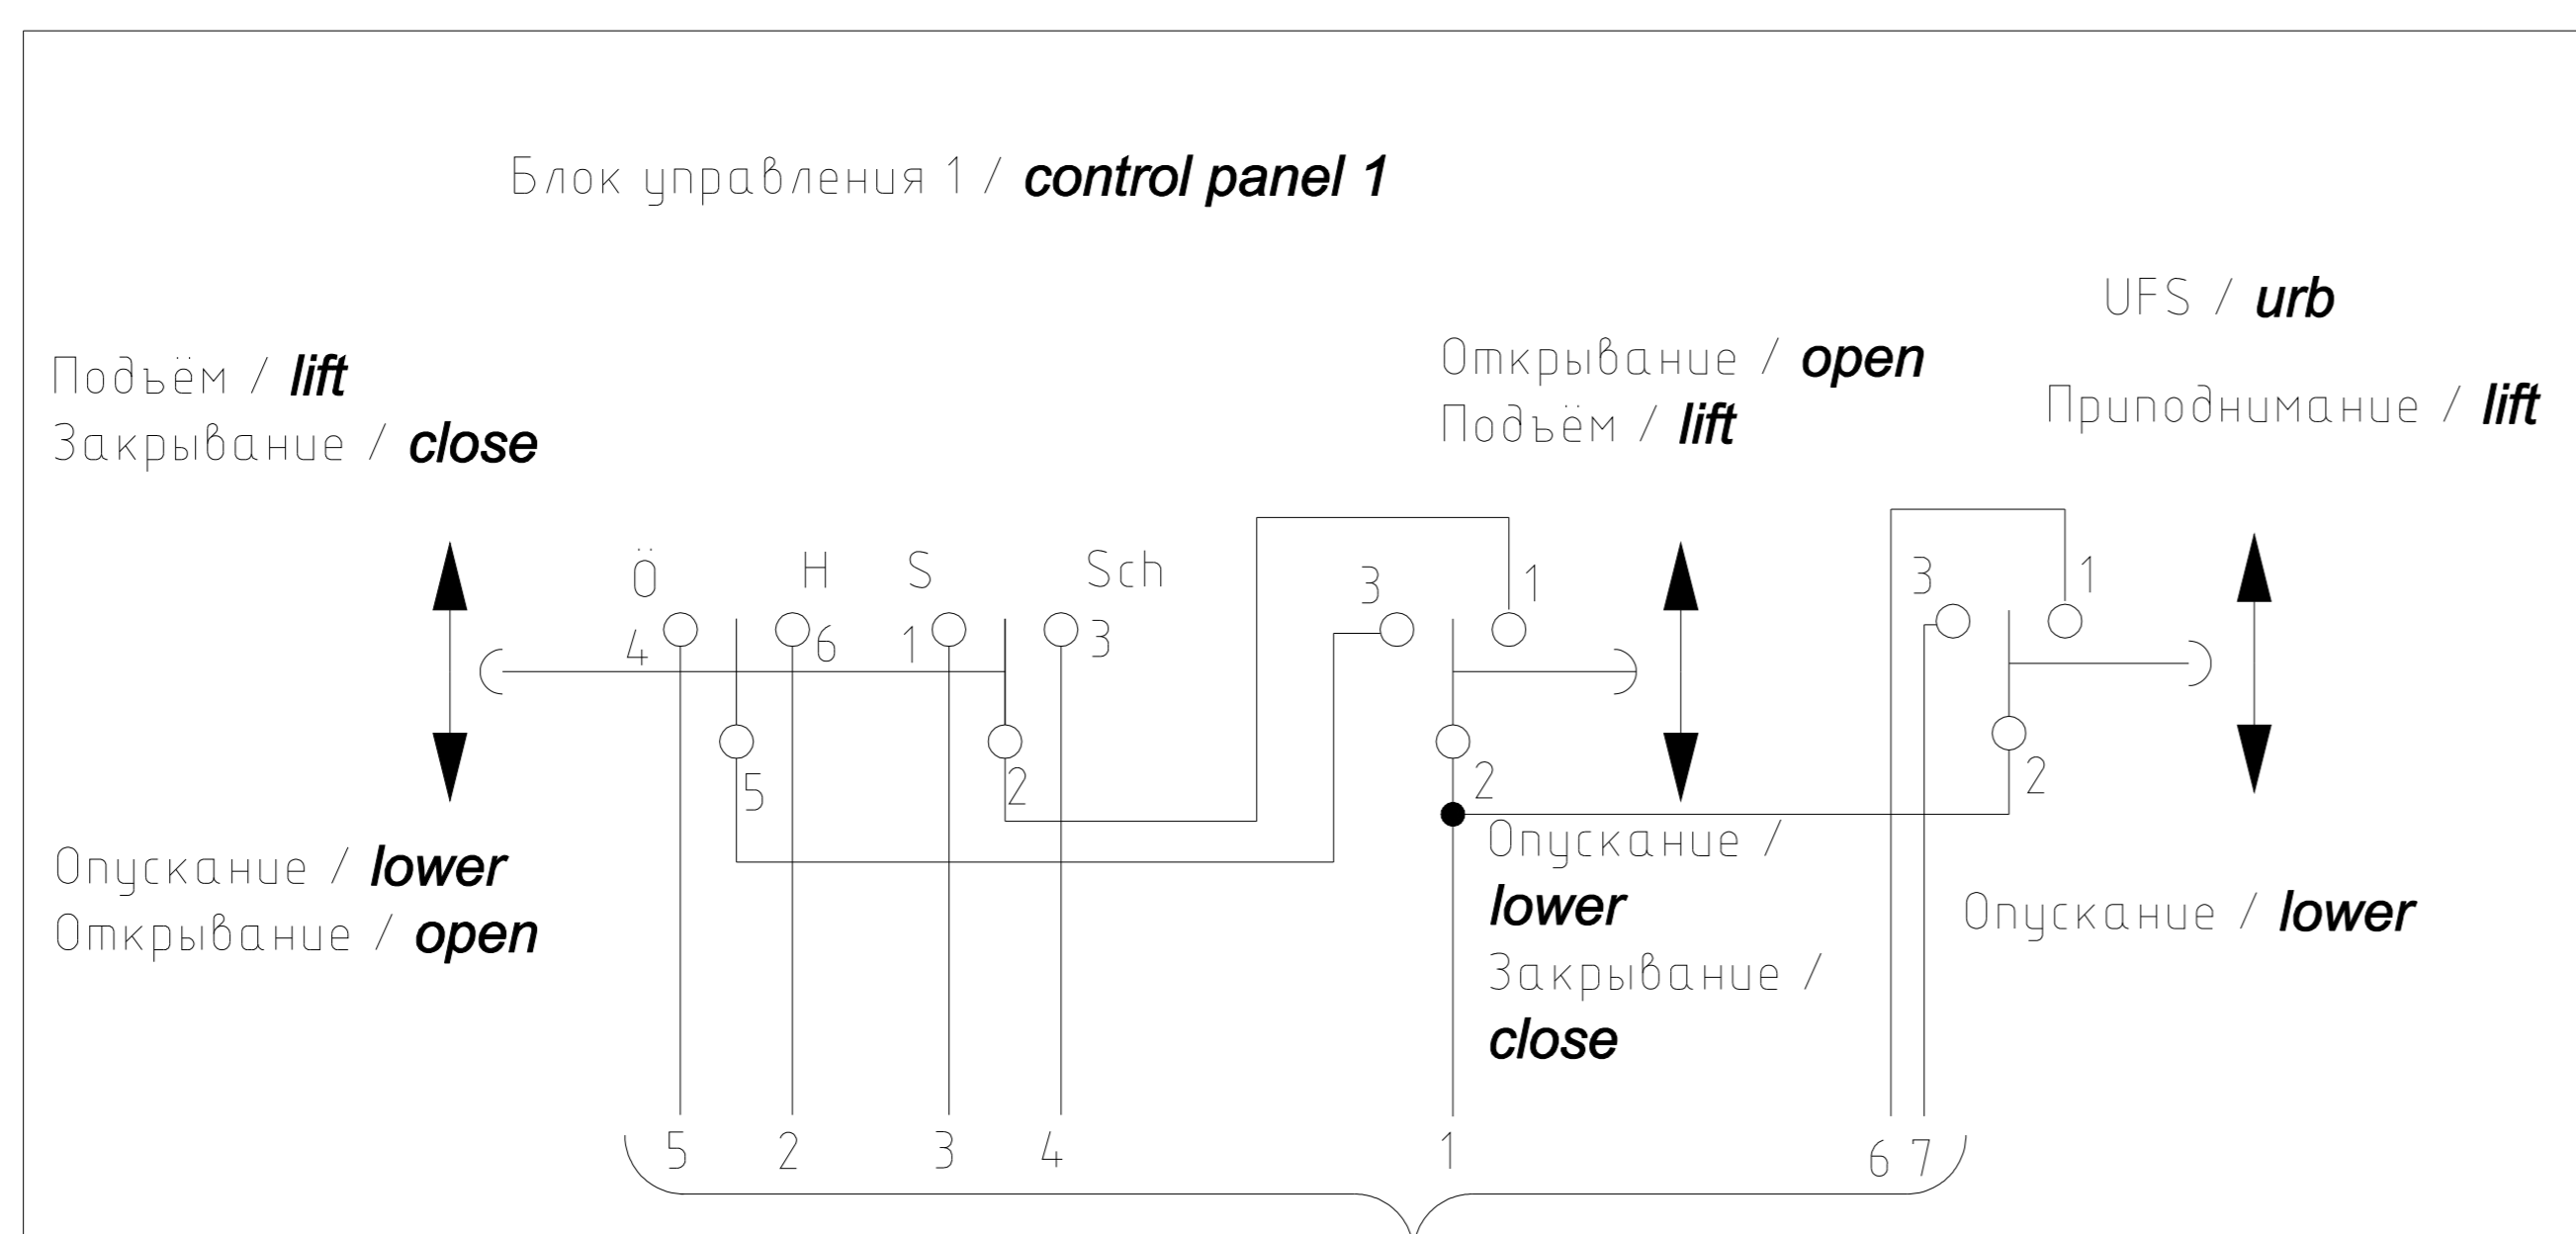 Блок управления 1 / control panel 1
UFS / urb
Подъём / lift
Закрывание / close
Открывание / open
Подъём / lift
Приподнимание / lift
Ö H S Sch
3 1
3 1
4 6 1 3
5 2 2 2
Опускание / lower
Открывание / open
Опускание /
lower
Закрывание /
close
Опускание / lower
5 2 3 4 1 6 7